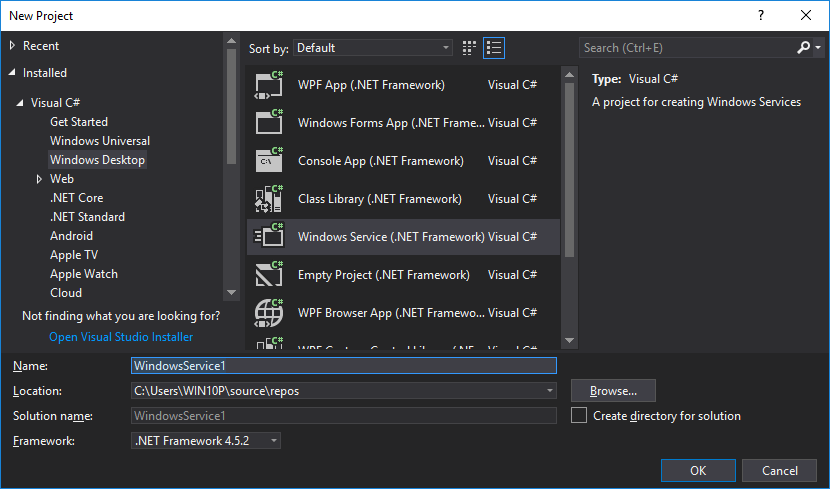 New Project
?
Recent
Installed
Visual C#
Get Started
Windows Universal
Windows Desktop
Web
.NET Core
.NET Standard
Android
Apple TV
Apple Watch
Cloud
Not finding what you are looking for?
Open Visual Studio Installer
Sort by: Default
C# WPF App (.NET Framework) Visual C#
C# Windows Forms App (.NET Frame... Visual C#
C# Console App (.NET Framework) Visual C#
C# Class Library (.NET Framework) Visual C#
C# Windows Service (.NET Framework) Visual C#
C# Empty Project (.NET Framework) Visual C#
C# WPF Browser App (.NET Framewo... Visual C#
Search (Ctrl+E)
Type: Visual C#
A project for creating Windows Services
Name: WindowsService1
Location: C:\Users\WIN10P\source\repos Browse...
Solution name: WindowsService1 Create directory for solution
Framework: .NET Framework 4.5.2
OK Cancel